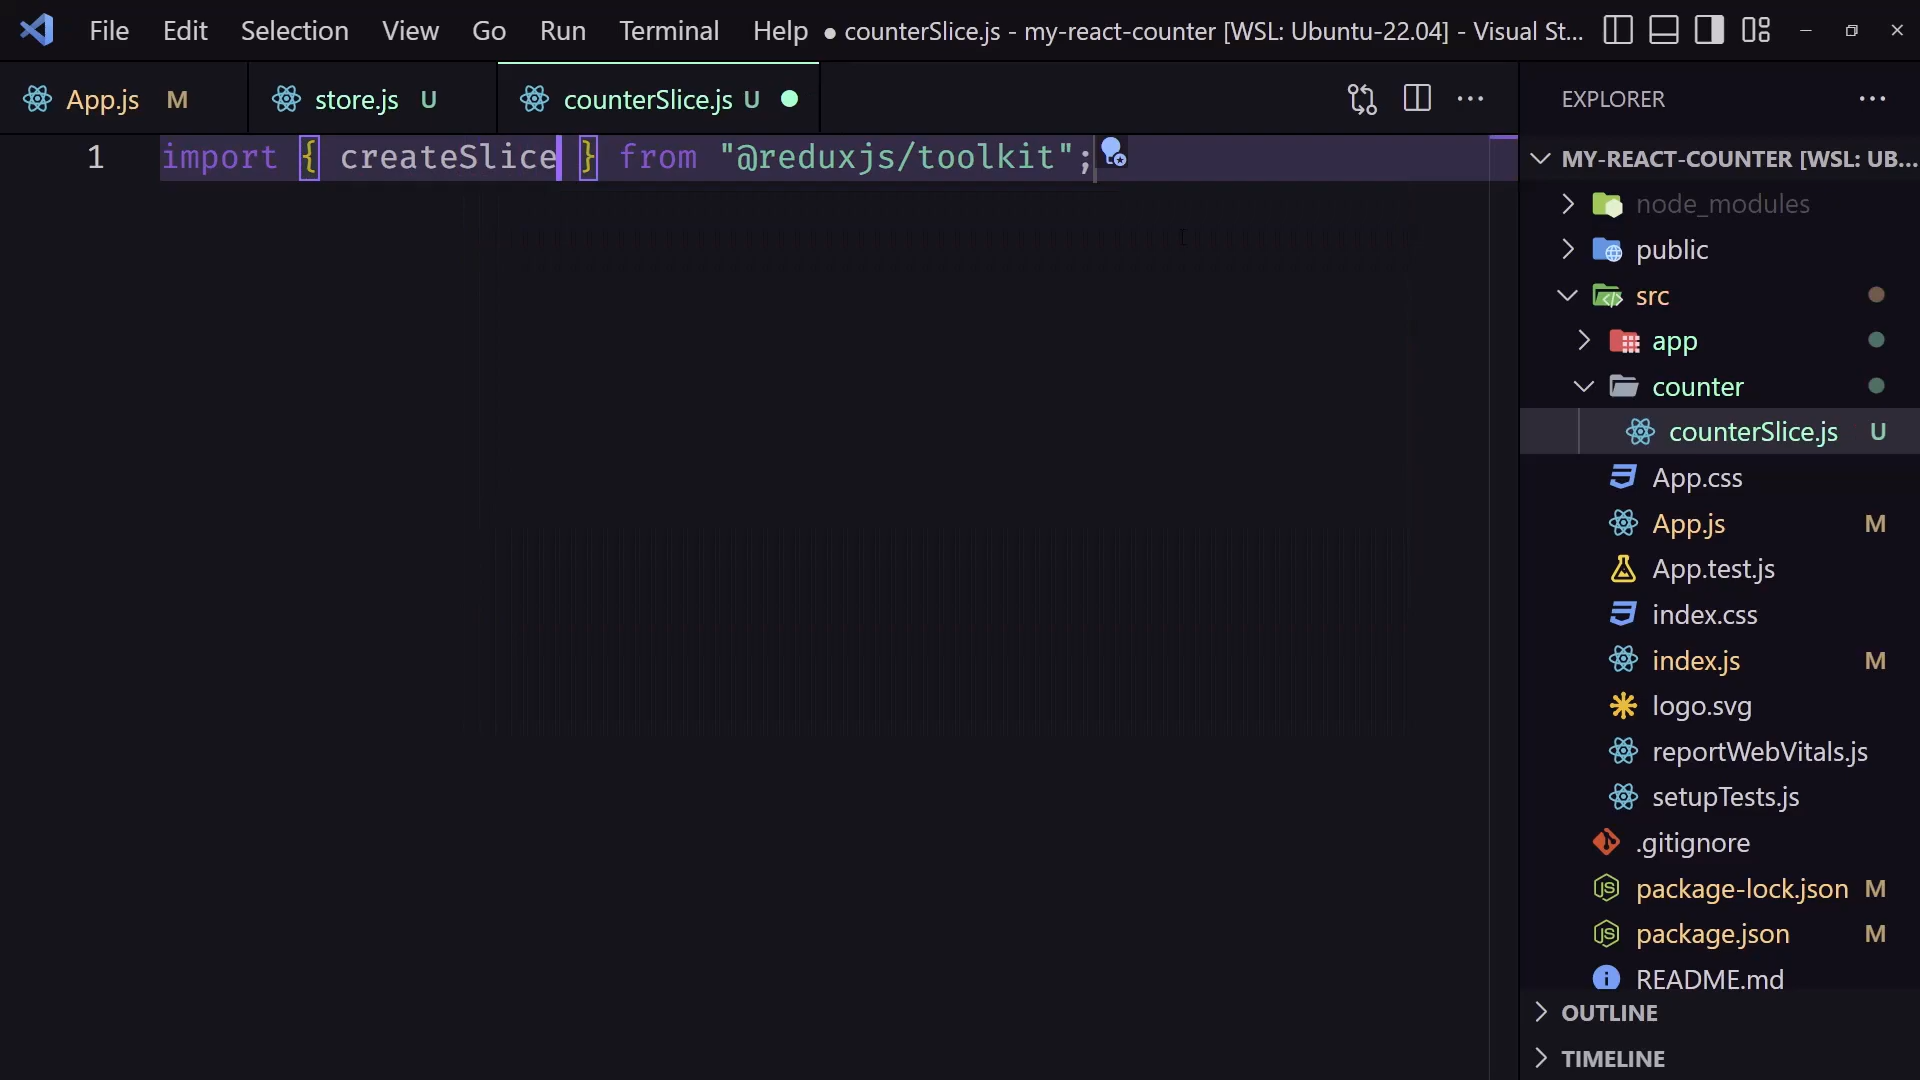 File Edit Selection View Go Run Terminal Help ● counterSlice.js - my-react-counter [WSL: Ubuntu-22.04] - Visual St...
App.js M store.js U counterSlice.js U
1 import { createSlice } from "@reduxjs/toolkit";
EXPLORER
MY-REACT-COUNTER [WSL: UB...
node_modules
public
src
app
counter
counterSlice.js U
App.css
App.js M
App.test.js
index.css
index.js M
logo.svg
reportWebVitals.js
setupTests.js
.gitignore
package-lock.json M
package.json M
README.md
OUTLINE
TIMELINE